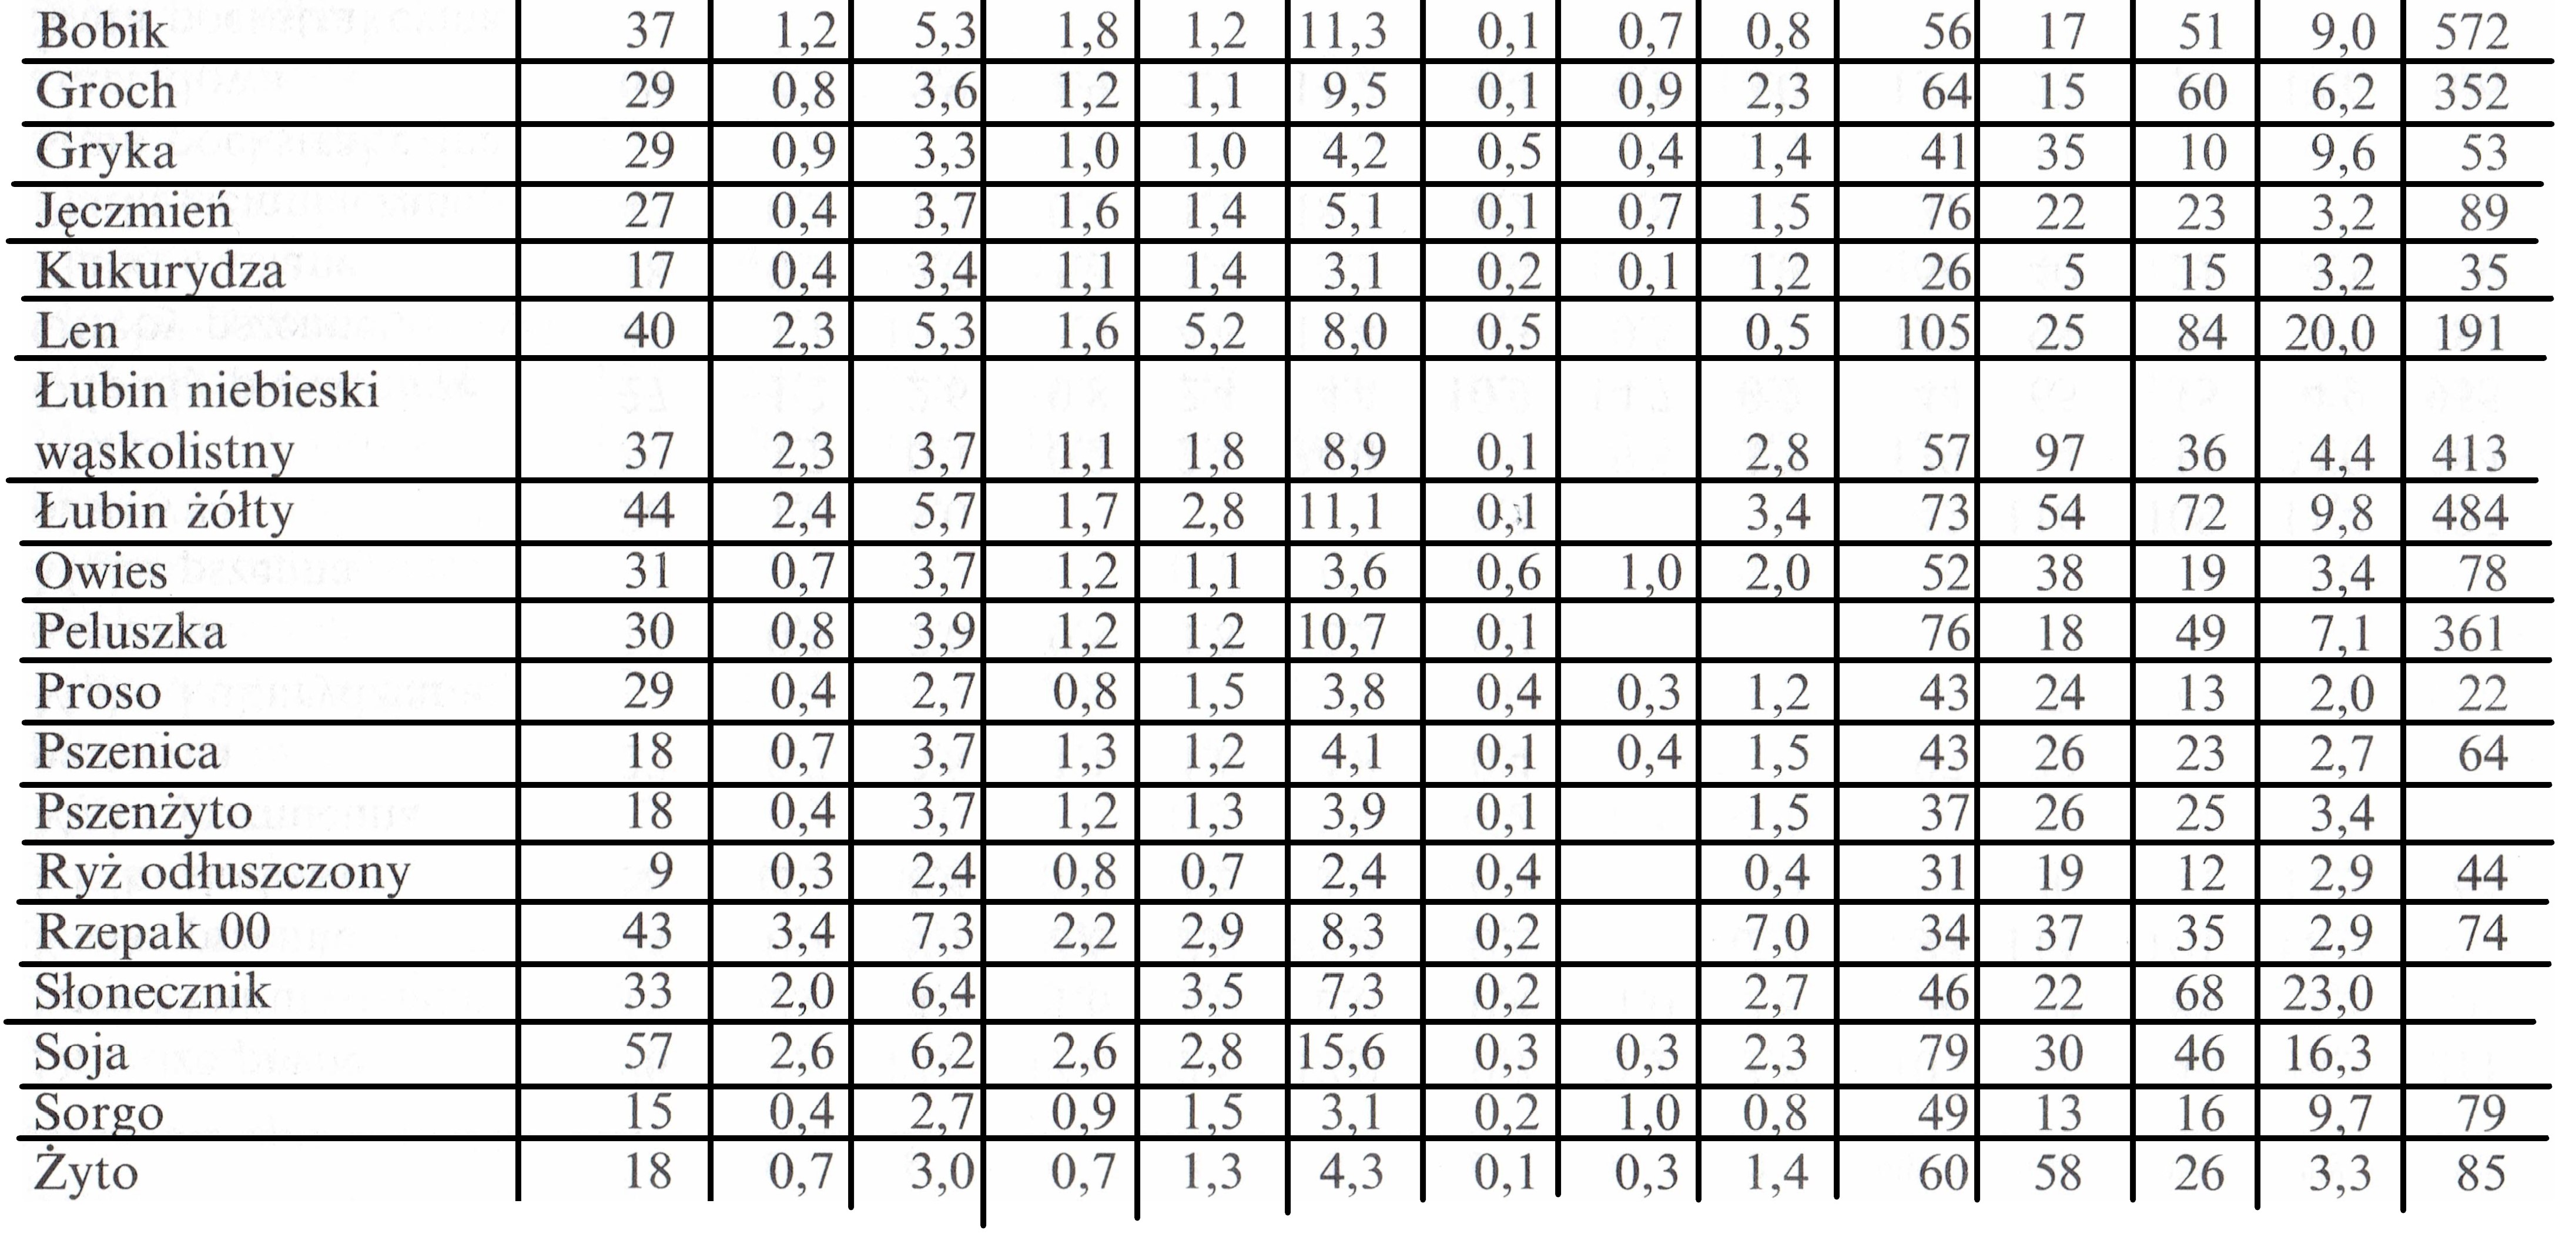 Bobik 37 1,2 5,3 1,8 1,2 11,3 0,1 0,7 0,8 56 17 51 9,0 572
Groch 29 0,8 3,6 1,2 1,1 9,5 0,1 0,9 2,3 64 15 60 6,2 352
Gryka 29 0,9 3,3 1,0 1,0 4,2 0,5 0,4 1,4 41 35 10 9,6 53
Jęczmień 27 0,4 3,7 1,6 1,4 5,1 0,1 0,7 1,5 76 22 23 3,2 89
Kukurydza 17 0,4 3,4 1,1 1,4 3,1 0,2 0,1 1,2 26 5 15 3,2 35
Len 40 2,3 5,3 1,6 5,2 8,0 0,5 0,5 105 25 84 20,0 191
Łubin niebieski
wąskolistny 37 2,3 3,7 1,1 1,8 8,9 0,1 2,8 57 97 36 4,4 413
Łubin żółty 44 2,4 5,7 1,7 2,8 11,1 0,1 3,4 73 54 72 9,8 484
Owies 31 0,7 3,7 1,2 1,1 3,6 0,6 1,0 2,0 52 38 19 3,4 78
Peluszka 30 0,8 3,9 1,2 1,2 10,7 0,1 76 18 49 7,1 361
Proso 29 0,4 2,7 0,8 1,5 3,8 0,4 0,3 1,2 43 24 13 2,0 22
Pszenica 18 0,7 3,7 1,3 1,2 4,1 0,1 0,4 1,5 43 26 23 2,7 64
Pszenżyto 18 0,4 3,7 1,2 1,3 3,9 0,1 1,5 37 26 25 3,4
Ryż odłuszczony 9 0,3 2,4 0,8 0,7 2,4 0,4 0,4 31 19 12 2,9 44
Rzepak 00 43 3,4 7,3 2,2 2,9 8,3 0,2 7,0 34 37 35 2,9 74
Słonecznik 33 2,0 6,4 3,5 7,3 0,2 2,7 46 22 68 23,0
Soja 57 2,6 6,2 2,6 2,8 15,6 0,3 0,3 2,3 79 30 46 16,3
Sorgo 15 0,4 2,7 0,9 1,5 3,1 0,2 1,0 0,8 49 13 16 9,7 79
Żyto 18 0,7 3,0 0,7 1,3 4,3 0,1 0,3 1,4 60 58 26 3,3 85